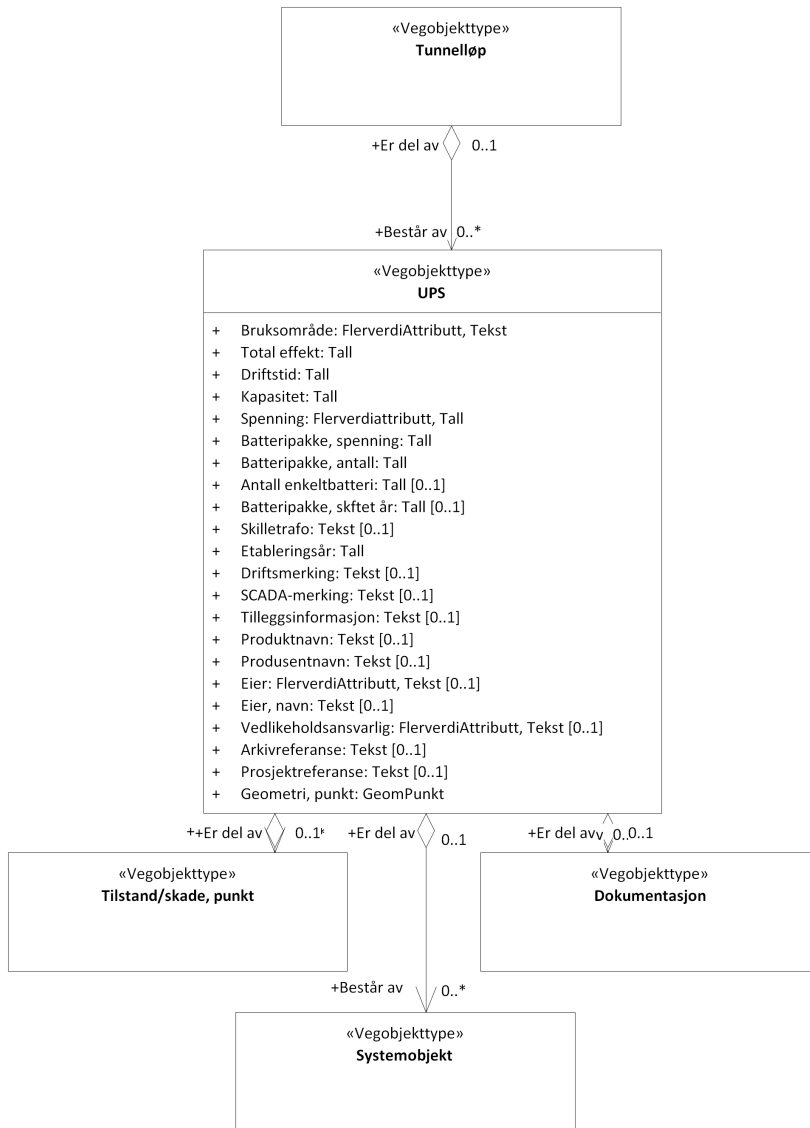 «Vegobjekttype»
Tunnelløp
+Er del av 0..1
+Består av 0..*
«Vegobjekttype»
UPS
+ Bruksområde: FlerverdiAttributt, Tekst
+ Total effekt: Tall
+ Driftstid: Tall
+ Kapasitet: Tall
+ Spenning: Flerverdiattributt, Tall
+ Batteripakke, spenning: Tall
+ Batteripakke, antall: Tall
+ Antall enkeltbatteri: Tall [0..1]
+ Batteripakke, skftet år: Tall [0..1]
+ Skilletrafo: Tekst [0..1]
+ Etableringsår: Tall
+ Driftsmerking: Tekst [0..1]
+ SCADA-merking: Tekst [0..1]
+ Tilleggsinformasjon: Tekst [0..1]
+ Produktnavn: Tekst [0..1]
+ Produsentnavn: Tekst [0..1]
+ Eier: FlerverdiAttributt, Tekst [0..1]
+ Eier, navn: Tekst [0..1]
+ Vedlikeholdsansvarlig: FlerverdiAttributt, Tekst [0..1]
+ Arkivreferanse: Tekst [0..1]
+ Prosjektreferanse: Tekst [0..1]
+ Geometri, punkt: GeomPunkt
+Er del av 0..1 +Er del av 0..1 +Er del av 0..1
«Vegobjekttype»
Tilstand/skade, punkt
«Vegobjekttype»
Dokumentasjon
+Består av 0..*
«Vegobjekttype»
Systemobjekt